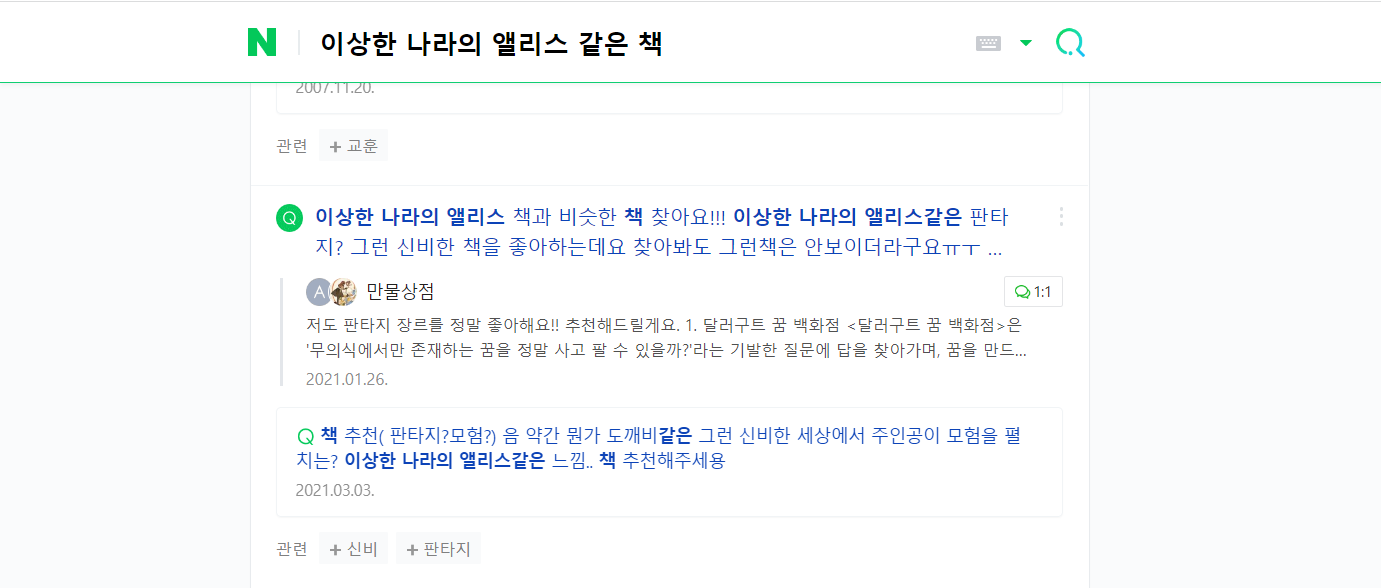 N 이상한 나라의 앨리스 같은 책
2007.11.20.
관련 + 교훈
이상한 나라의 앨리스 책과 비슷한 책 찾아요!!! 이상한 나라의 앨리스같은 판타
지? 그런 신비한 책을 좋아하는데요 찾아봐도 그런책은 안보이더라구요ㅠㅜ ...
A 만물상점 1:1
저도 판타지 장르를 정말 좋아해요!! 추천해드릴게요. 1. 달러구트 꿈 백화점 <달러구트 꿈 백화점>은
'무의식에서만 존재하는 꿈을 정말 사고 팔 수 있을까?'라는 기발한 질문에 답을 찾아가며, 꿈을 만드...
2021.01.26.
책 추천( 판타지?모험?) 음 약간 뭔가 도깨비같은 그런 신비한 세상에서 주인공이 모험을 펼
치는? 이상한 나라의 앨리스같은 느낌.. 책 추천해주세용
2021.03.03.
관련 + 신비 + 판타지